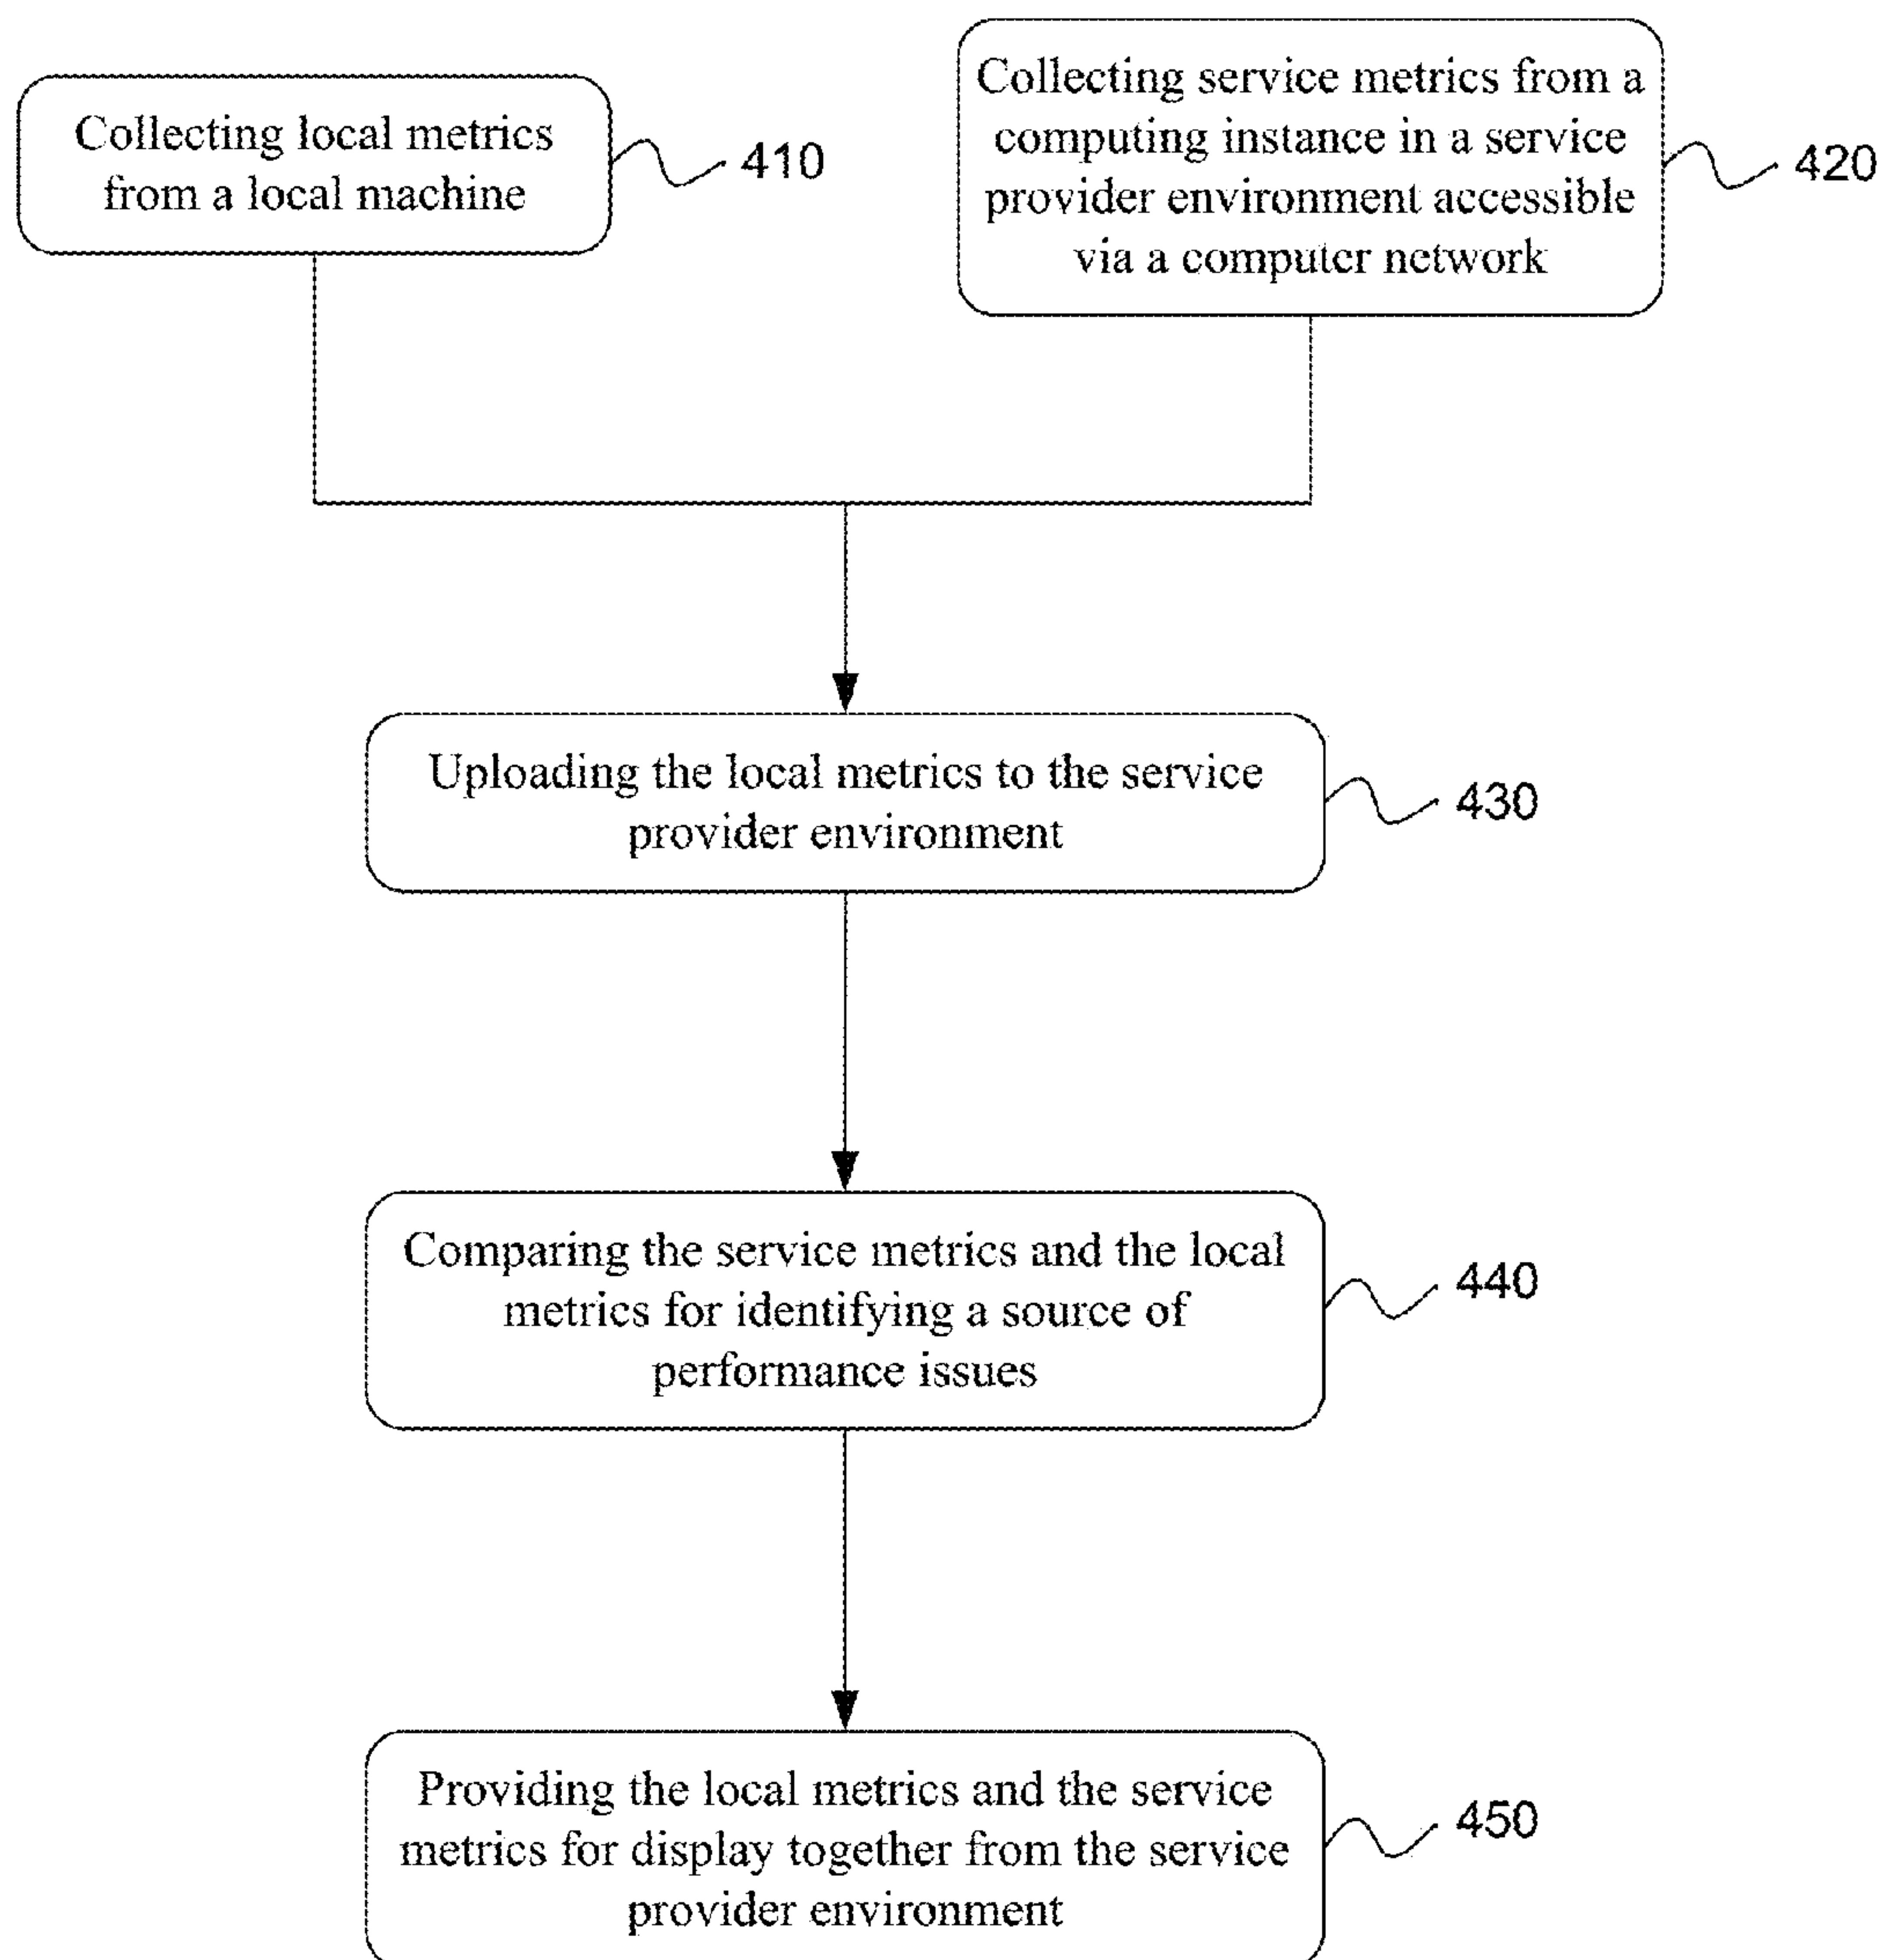 Collecting local metrics
from a local machine
410
Collecting service metrics from a
computing instance in a service
provider environment accessible
via a computer network
420
Uploading the local metrics to the service
provider environment
430
Comparing the service metrics and the local
metrics for identifying a source of
performance issues
440
Providing the local metrics and the service
metrics for display together from the service
provider environment
450